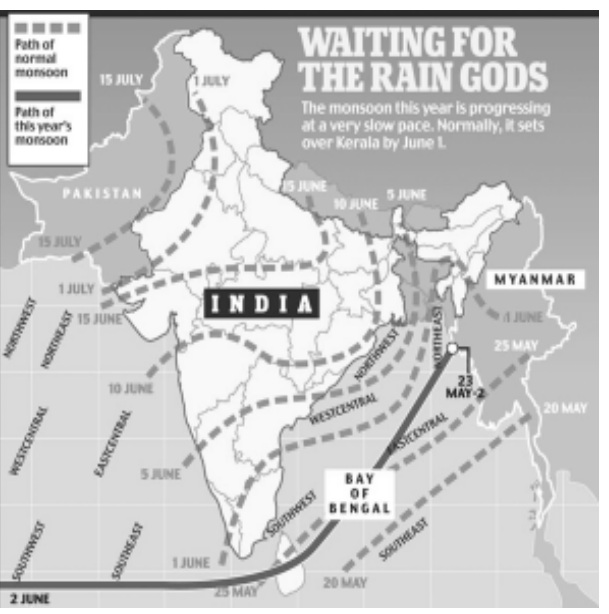 Path of
normal
monsoon
Path of
this year's
monsoon
WAITING FOR
THE RAIN GODS
The monsoon this year is progressing
at a very slow pace. Normally, it sets
over Kerala by June 1.
15 JULY
1 JULY
PAKISTAN
15 JUNE
10 JUNE
5 JUNE
15 JULY
1 JULY
15 JUNE
INDIA
MYANMAR
1 JUNE
NORTHWEST
NORTHEAST
NORTHWEST
NORTHEAST
25 MAY
23
MAY-2
10 JUNE
20 MAY
WESTCENTRAL
EASTCENTRAL
WESTCENTRAL
EASTCENTRAL
5 JUNE
BAY
OF
BENGAL
SOUTHWEST
SOUTHEAST
SOUTHWEST
SOUTHEAST
1 JUNE
25 MAY
20 MAY
2 JUNE